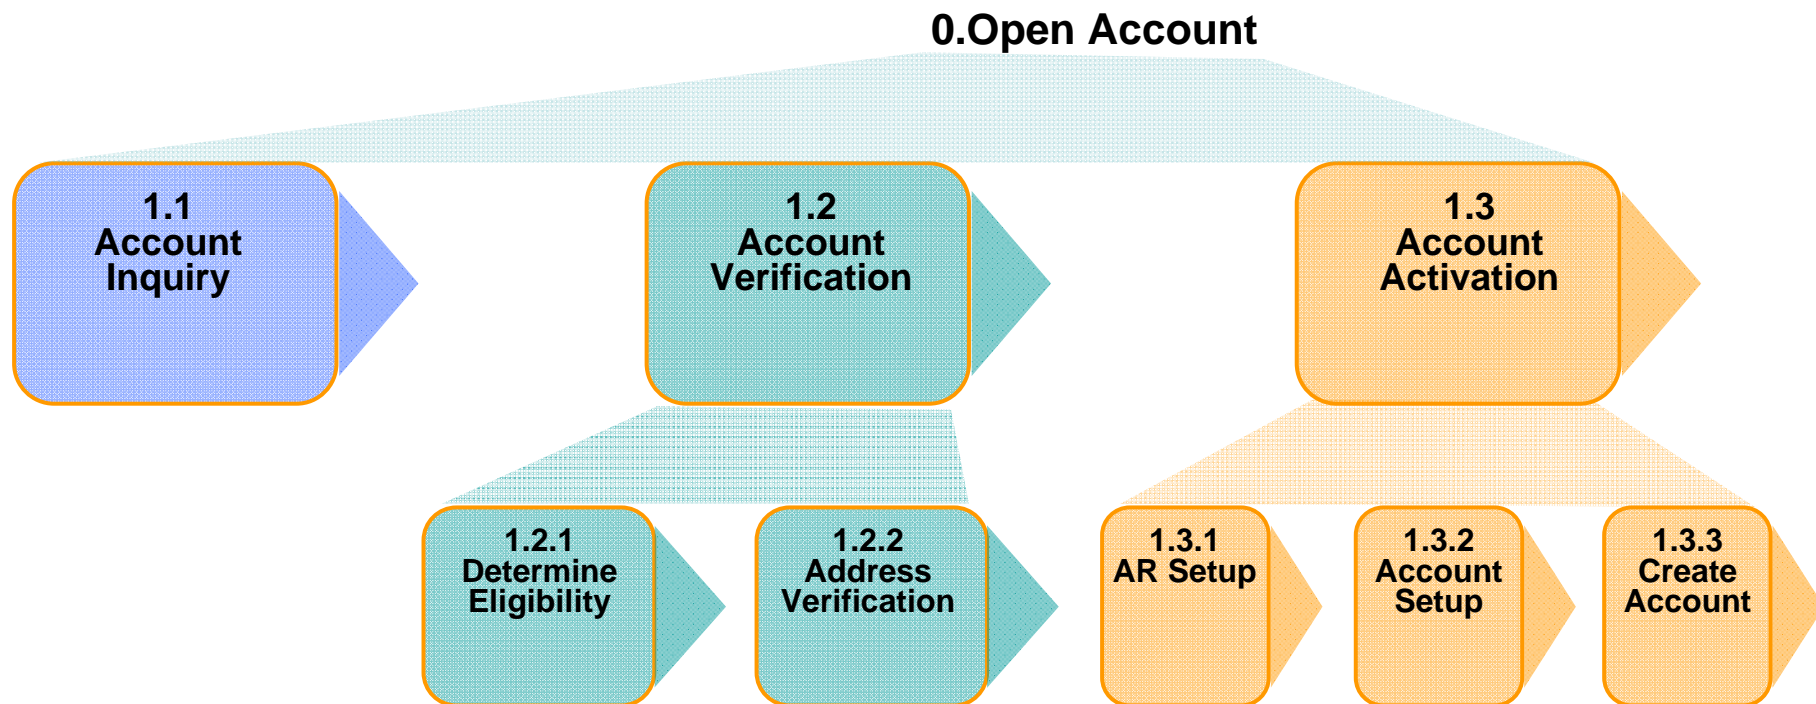 0.Open Account
1.1
Account
Inquiry
1.2
Account
Verification
1.3
Account
Activation
1.2.1
Determine
Eligibility
1.2.2
Address
Verification
1.3.1
AR Setup
1.3.2
Account
Setup
1.3.3
Create
Account